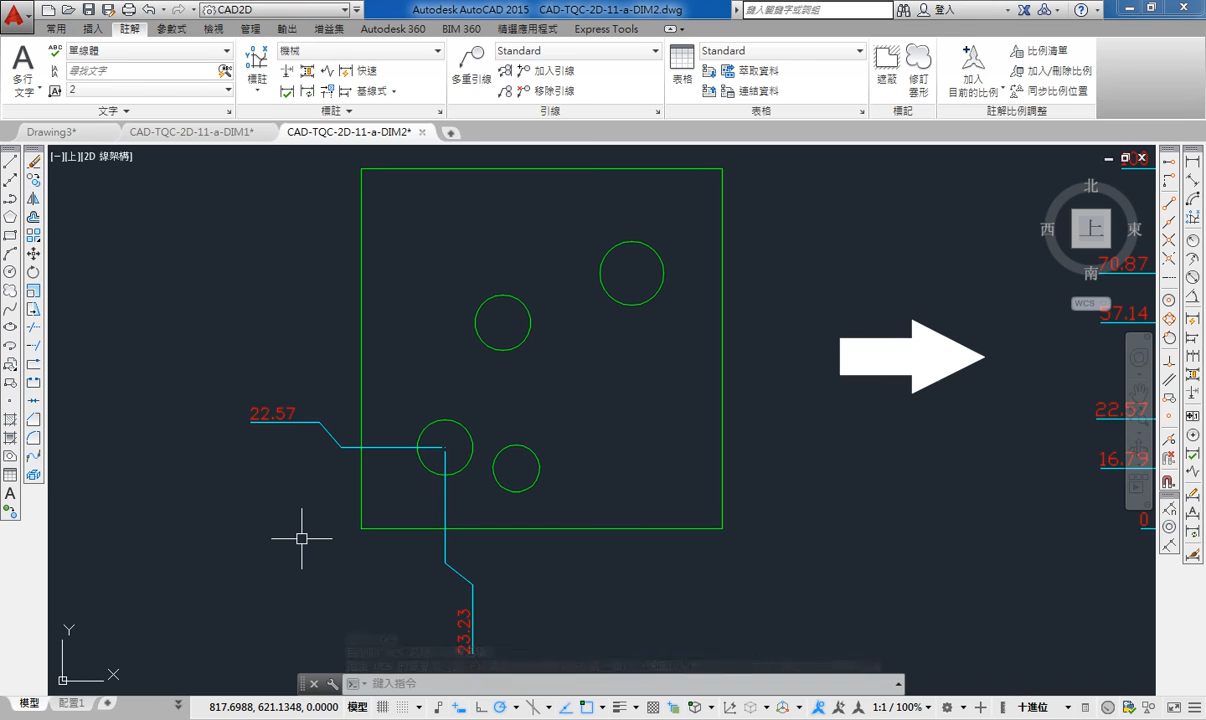 CAD2D
Autodesk AutoCAD 2015 CAD-TQC-2D-11-a-DIM2.dwg
鍵入關鍵字或詞組
登入
常用 插入 註解 參數式 檢視 管理 輸出 增益集 Autodesk 360 BIM 360 精選應用程式 Express Tools
多行
文字
單線體
尋找文字
2
標註
機械
快速
基線式
多重引線
Standard
加入引線
移除引線
表格
Standard
萃取資料
連結資料
遮蔽
修訂
雲形
加入
目前的比例
比例清單
加入/刪除比例
同步比例位置
文字 標註 引線 表格 標記 註解比例調整
Drawing3* CAD-TQC-2D-11-a-DIM1* CAD-TQC-2D-11-a-DIM2*
[−][上][2D 線架構]
北
西 上 東
南
WCS
70.87
57.14
22.57
22.57
16.79
0
23.23
Y
X
鍵入指令
模型 配置1
817.6988, 621.1348, 0.0000 模型 1:1 / 100% 十進位